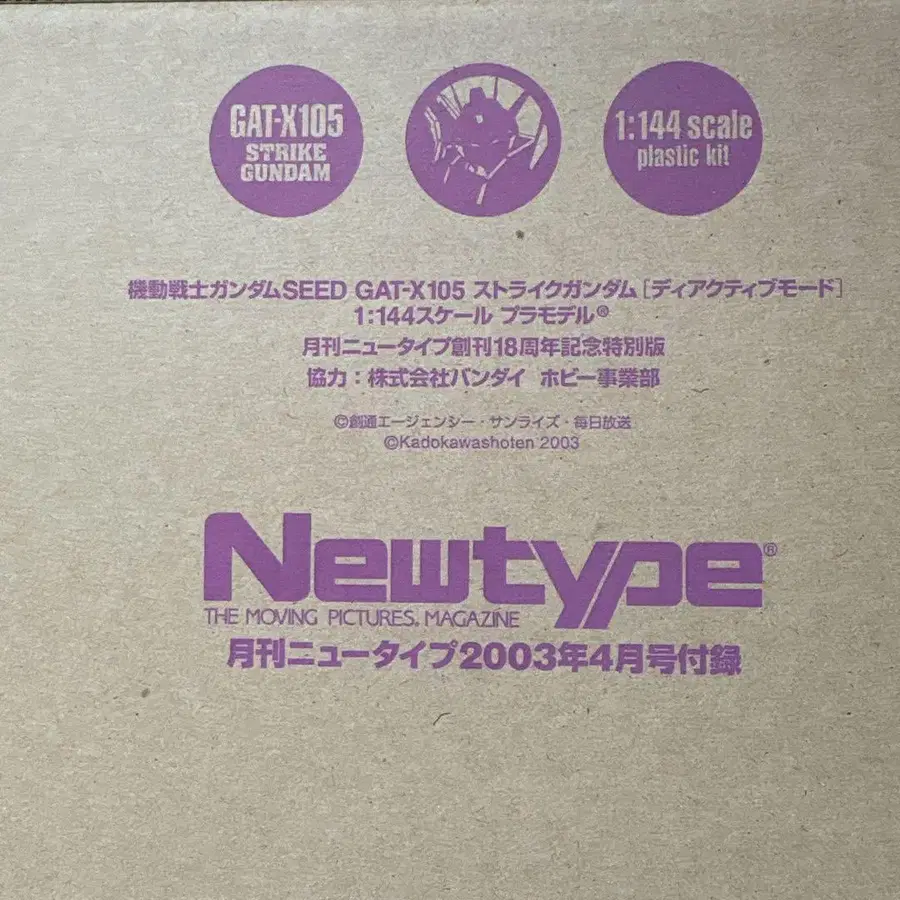 GAT-X105
STRIKE
GUNDAM
1:144 scale
plastic kit
機動戦士ガンダムSEED GAT-X105 ストライクガンダム［ディアクティブモード］
1:144スケール プラモデル®
月刊ニュータイプ創刊18周年記念特別版
協力：株式会社バンダイ ホビー事業部
©創通エージェンシー・サンライズ・毎日放送
©Kadokawashoten 2003
Newtype®
THE MOVING PICTURES, MAGAZINE
月刊ニュータイプ2003年4月号付録